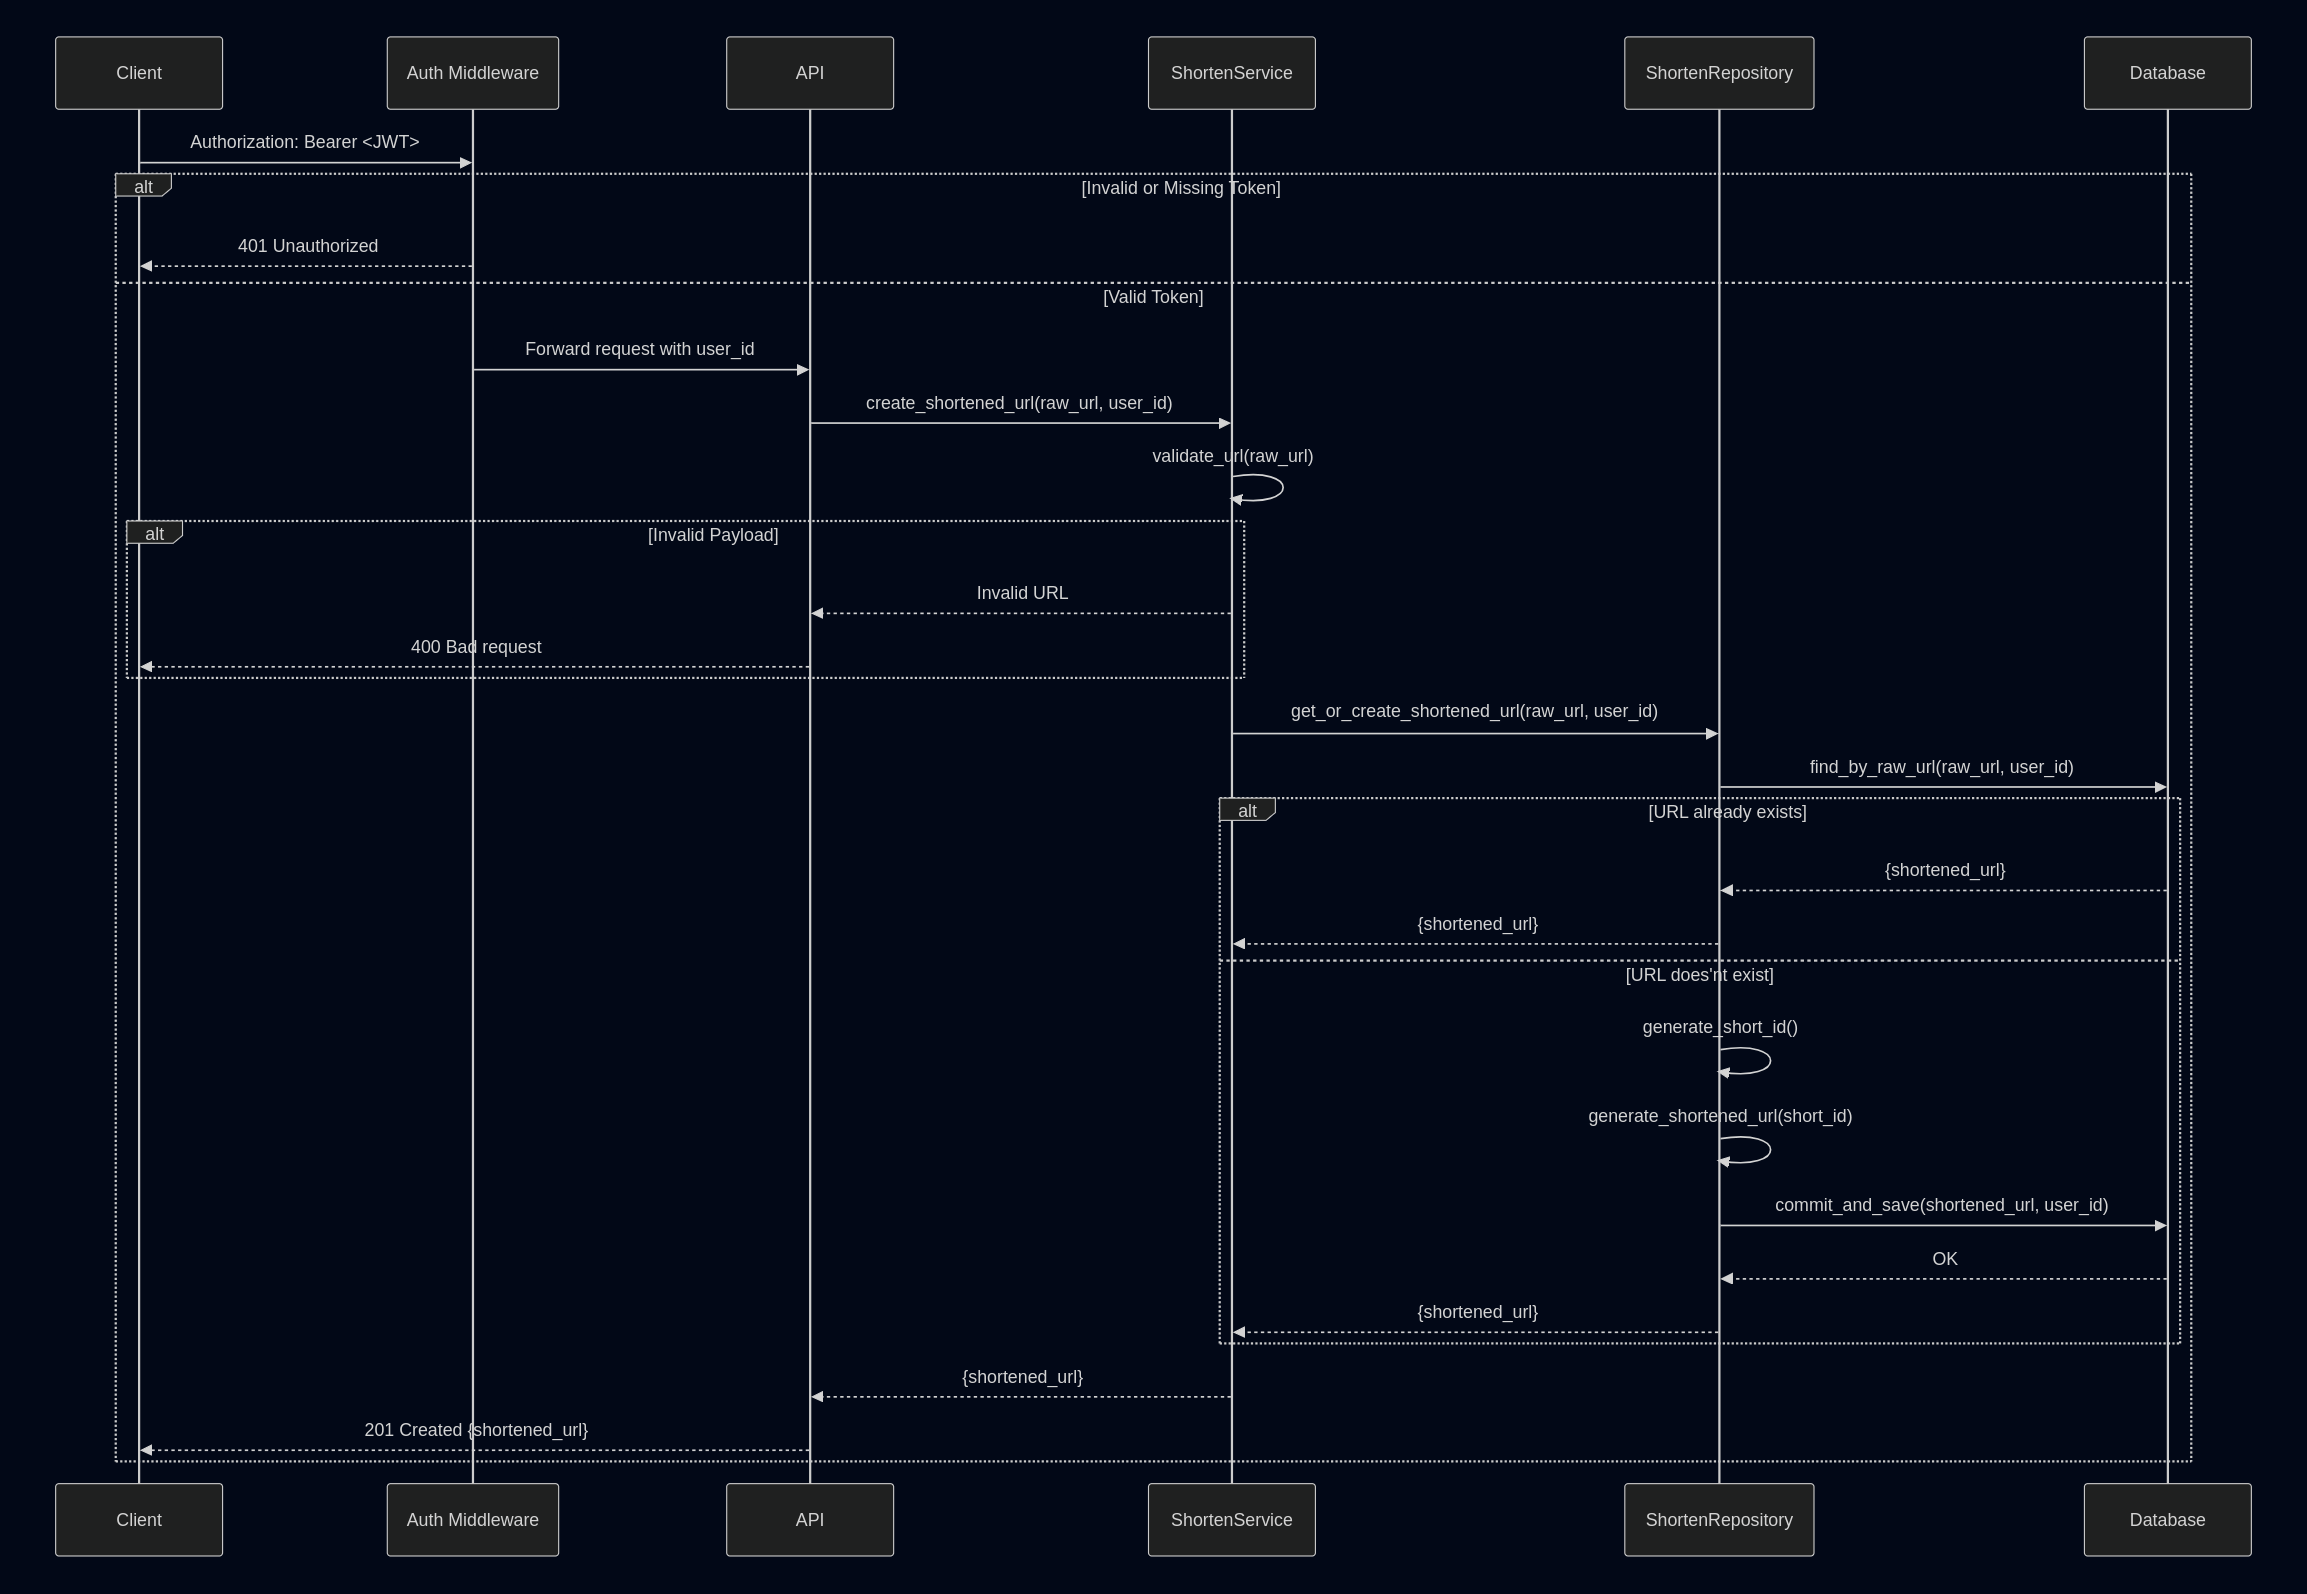 Client
Auth Middleware
API
ShortenService
ShortenRepository
Database
Authorization: Bearer <JWT>
alt
[Invalid or Missing Token]
401 Unauthorized
[Valid Token]
Forward request with user_id
create_shortened_url(raw_url, user_id)
validate_url(raw_url)
alt
[Invalid Payload]
Invalid URL
400 Bad request
get_or_create_shortened_url(raw_url, user_id)
find_by_raw_url(raw_url, user_id)
alt
[URL already exists]
{shortened_url}
{shortened_url}
[URL does'nt exist]
generate_short_id()
generate_shortened_url(short_id)
commit_and_save(shortened_url, user_id)
OK
{shortened_url}
{shortened_url}
201 Created {shortened_url}
Client
Auth Middleware
API
ShortenService
ShortenRepository
Database